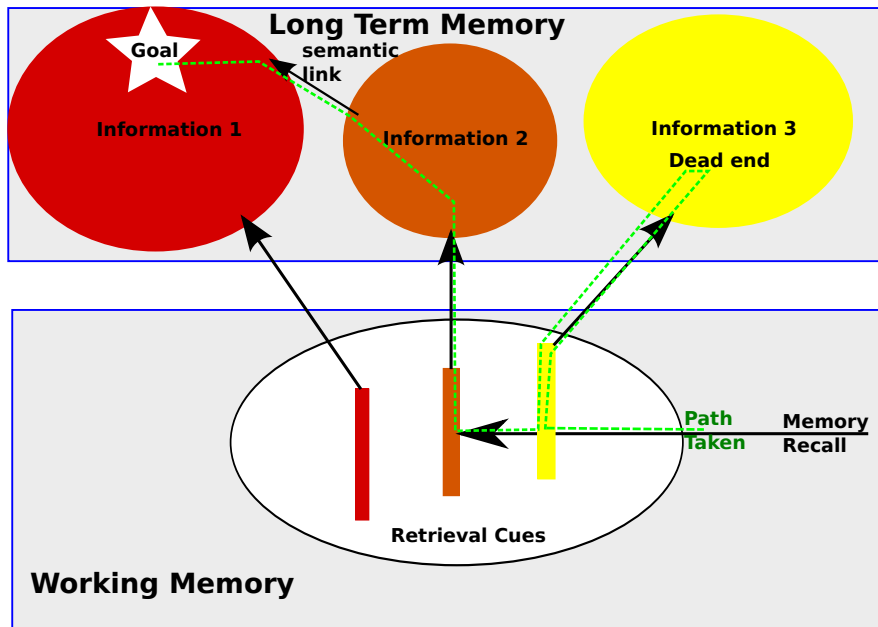 Long Term Memory
Goal
semantic
link
Information 1
Information 2
Information 3
Dead end
Path
Taken
Memory
Recall
Retrieval Cues
Working Memory